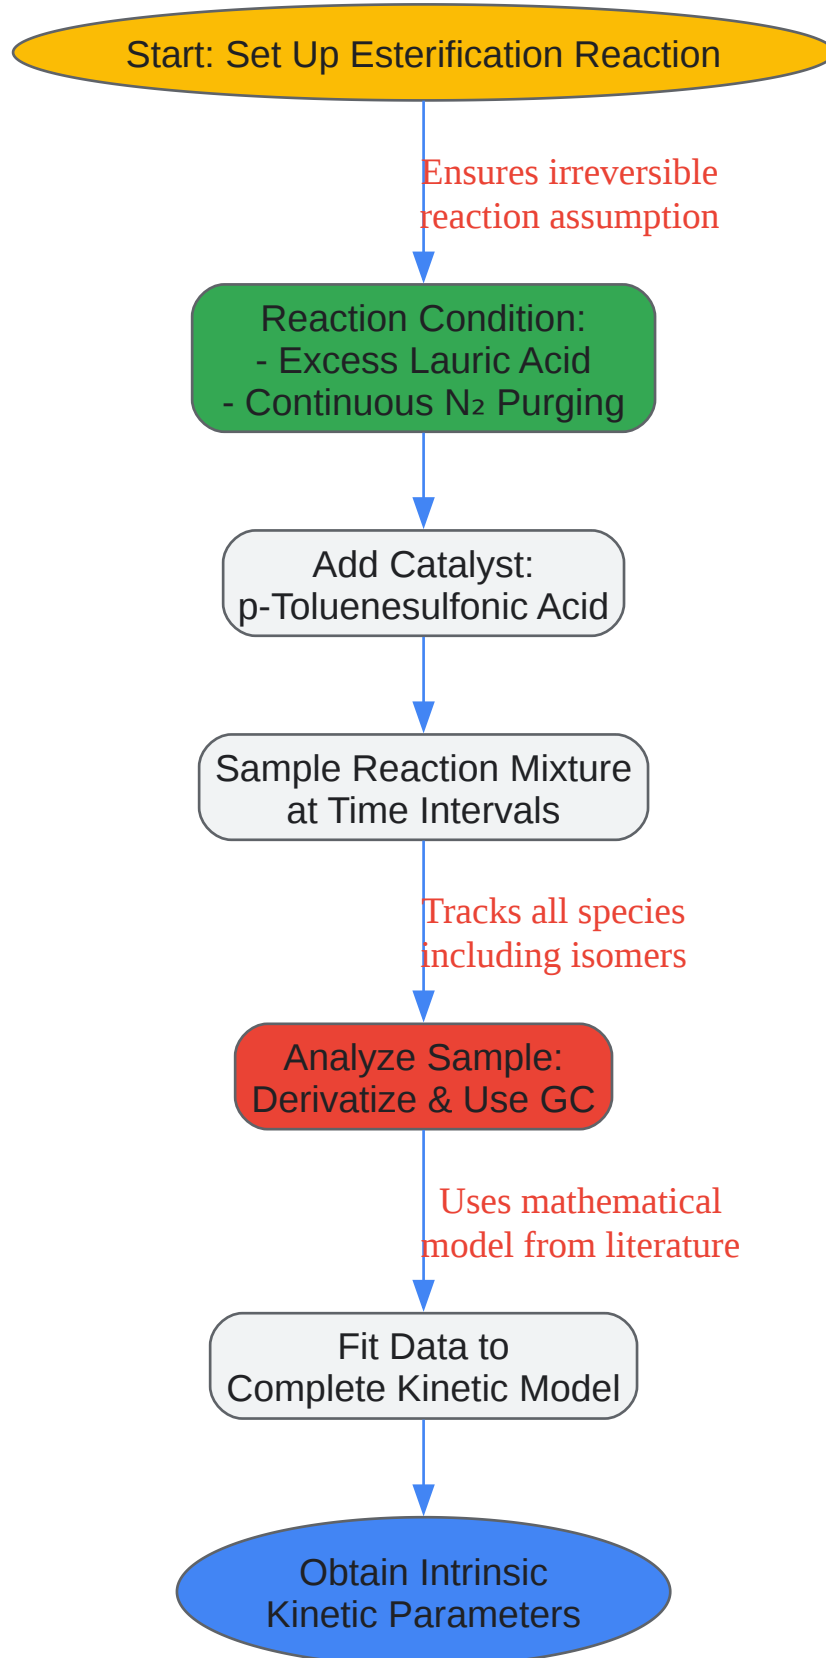 Start: Set Up Esterification Reaction
Ensures irreversible
reaction assumption
Reaction Condition:
- Excess Lauric Acid
- Continuous N₂ Purging
Add Catalyst:
p-Toluenesulfonic Acid
Sample Reaction Mixture
at Time Intervals
Tracks all species
including isomers
Analyze Sample:
Derivatize & Use GC
Uses mathematical
model from literature
Fit Data to
Complete Kinetic Model
Obtain Intrinsic
Kinetic Parameters